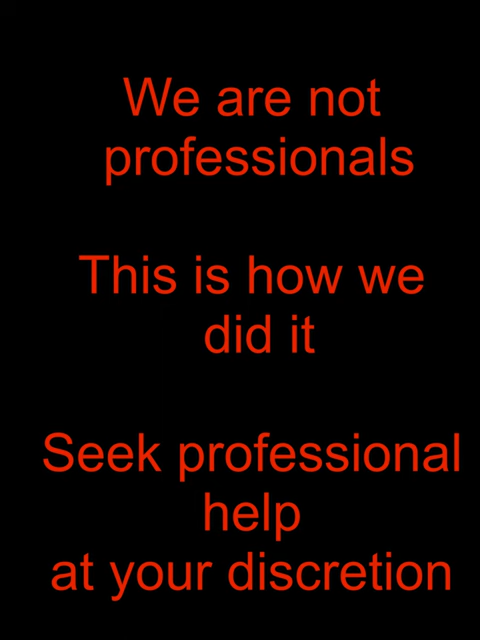 We are not
professionals
This is how we
did it
Seek professional
help
at your discretion